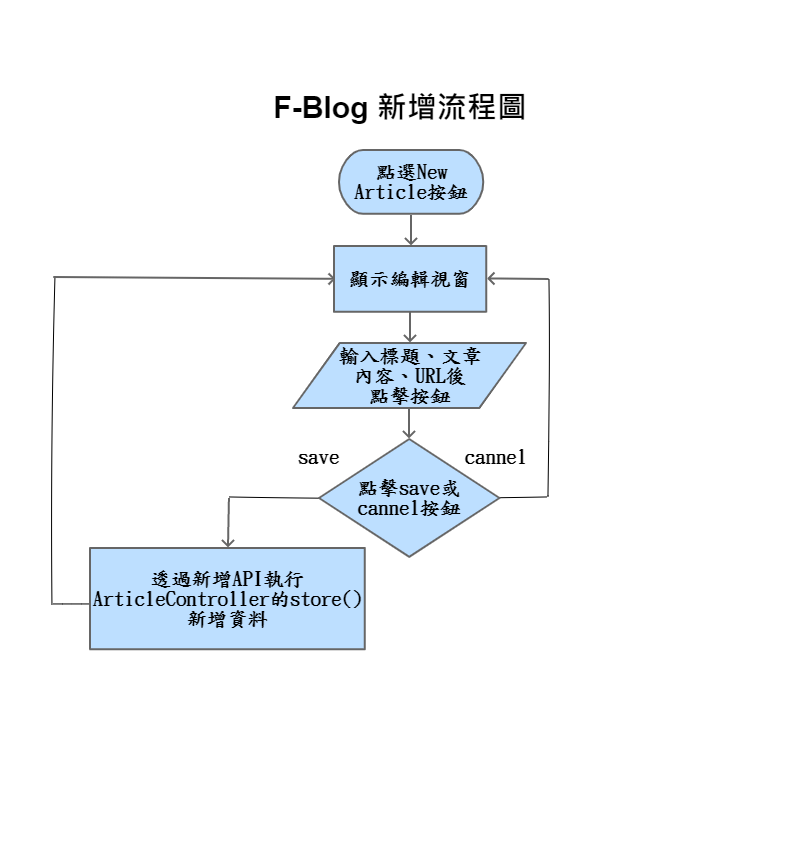 F-Blog 新增流程圖
點選New
Article按鈕
顯示編輯視窗
輸入標題、文章
內容、URL後
點擊按鈕
save
cannel
點擊save或
cannel按鈕
透過新增API執行
ArticleController的store()
新增資料